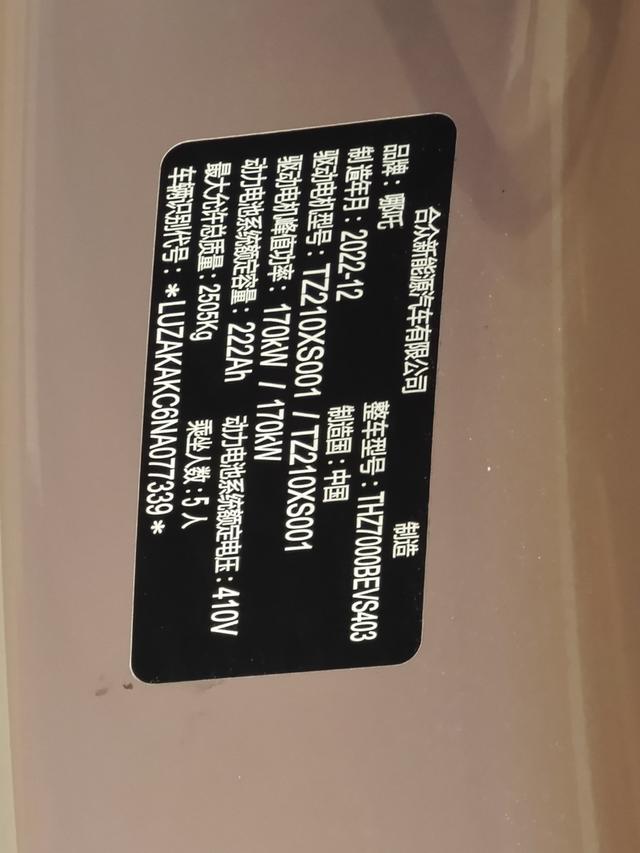 合众新能源汽车有限公司 制造
品牌：哪吒 整车型号：THZ7000BEVS403
制造年月：2022-12 制造国：中国
驱动电机型号：TZ210XS001 / TZ210XS001
驱动电机峰值功率：170kW / 170kW
动力电池系统额定容量：222Ah 动力电池系统额定电压：410V
最大允许总质量：2505Kg 乘坐人数：5人
车辆识别代号：*LUZAKAKC6NA077339*